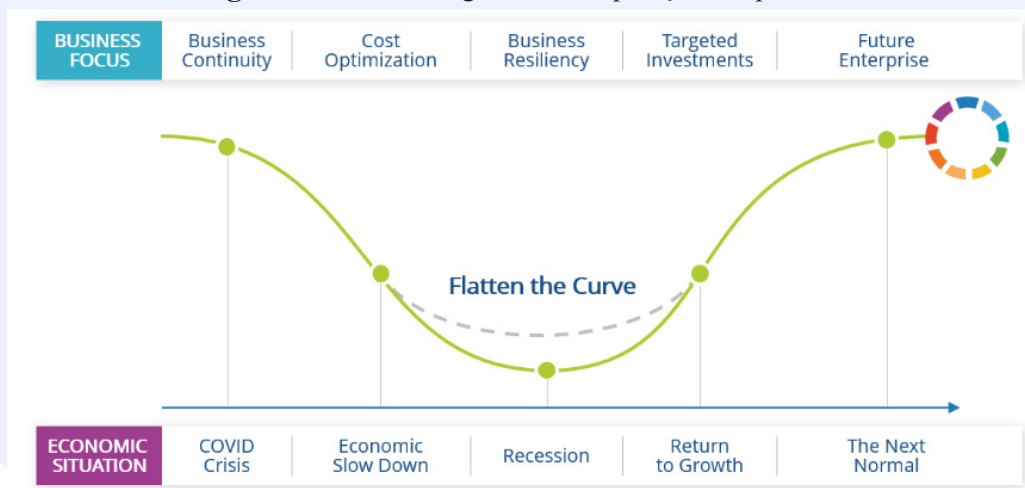 BUSINESS FOCUS
Business Continuity
Cost Optimization
Business Resiliency
Targeted Investments
Future Enterprise
Flatten the Curve
ECONOMIC SITUATION
COVID Crisis
Economic Slow Down
Recession
Return to Growth
The Next Normal